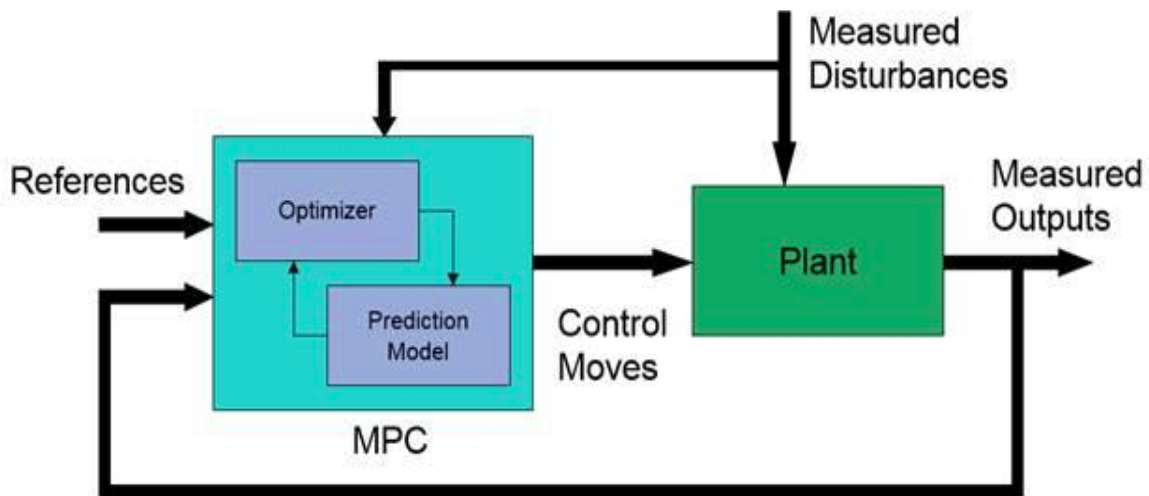 Measured
Disturbances
References
Optimizer
Prediction
Model
MPC
Control
Moves
Plant
Measured
Outputs